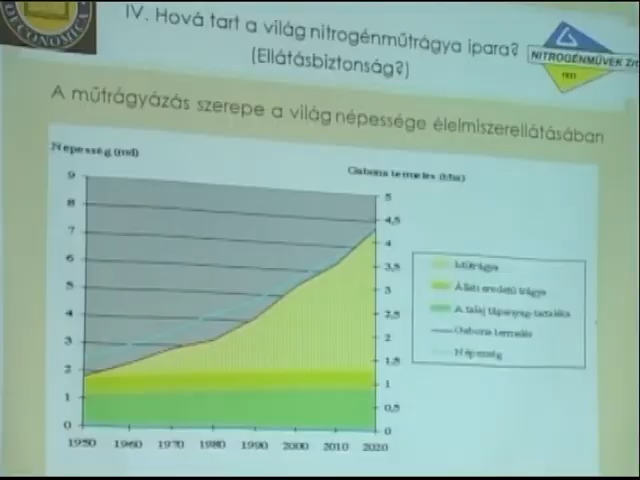 OECONOMICA
IV. Hová tart a világ nitrogénműtrágya ipara?
(Ellátásbiztonság?)
NITROGÉNMŰVEK Zrt
1931
A műtrágyázás szerepe a világ népessége élelmiszerellátásában
Népesség (mrd)
Gabona termelés (t/ha)
9
8
7
6
5
4
3
2
1
0
5
4,5
4
3,5
3
2,5
2
1,5
1
0,5
0
1950 1960 1970 1980 1990 2000 2010 2020
Műtrágya
Állati eredetű trágya
A talaj tápanyag-tartaléka
Gabona termelés
Népesség